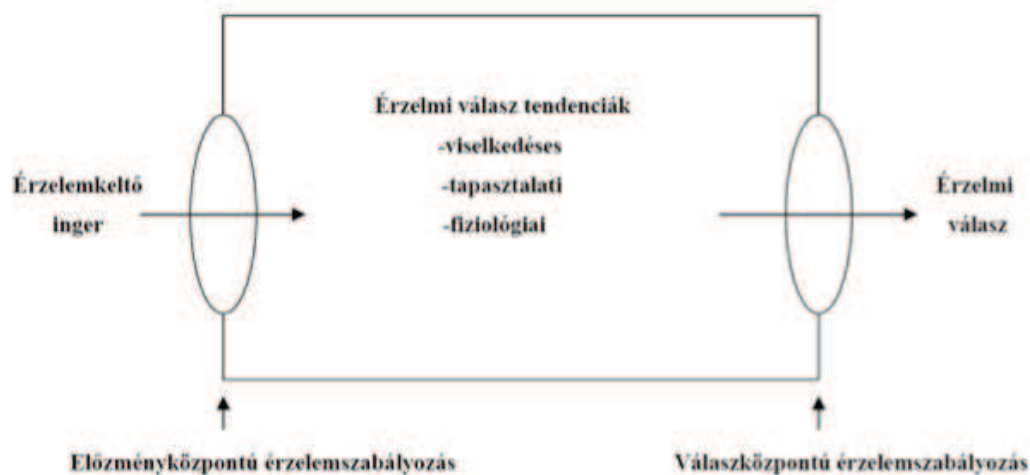 Érzelmi válasz tendenciák
-viselkedéses
-tapasztalati
-fiziológiai
Érzelemkeltő
inger
Érzelmi
válasz
Előzményközpontú érzelemszabályozás
Válaszközpontú érzelemszabályozás